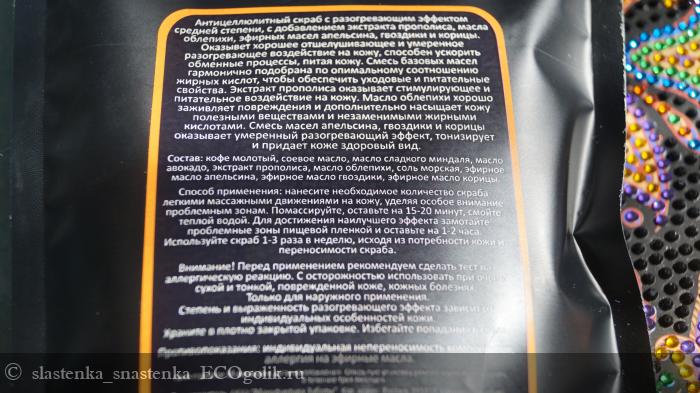 Антицеллюлитный скраб с разогревающим эффектом
средней степени, с добавлением экстракта прополиса, масла
облепихи, эфирных масел апельсина, гвоздики и корицы.
Оказывает хорошее отшелушивающее и умеренное
разогревающее воздействие на кожу, способен ускорить
обменные процессы, питая кожу. Смесь базовых масел
гармонично подобрана по опимальному соотношению
жирных кислот, чтобы обеспечить уходовые и питательные
свойства. Экстракт прополиса оказывает стимулирующее и
питательное воздействие на кожу. Масло облепихи хорошо
заживляет повреждения и дополнительно насыщает кожу
полезными веществами и незаменимыми жирными
кислотами. Смесь масел апельсина, гвоздики и корицы
оказывает умеренный разогревающий эффект, тонизирует
и придает коже здоровый вид.
Состав: кофе молотый, соевое масло, масло сладкого миндаля, масло
авокадо, экстракт прополиса, масло облепихи, соль морская, эфирное
масло апельсина, эфирное масло гвоздики, эфирное масло корицы.
Способ применения: нанесите необходимое количество скраба
легкими массажными движениями на кожу, уделяя особое внимание
проблемным зонам. Помассируйте, оставьте на 15-20 минут, смойте
теплой водой. Для достижения наилучшего эффекта замотайте
проблемные зоны пищевой пленкой и оставьте на 1-2 часа.
Используйте скраб 1-3 раза в неделю, исходя из потребности кожи и
переносимости скраба.
Внимание! Перед применением рекомендуем сделать тест на
аллергическую реакцию. С осторожностью использовать при
сухой и тонкой, поврежденной коже, кожных
Только для наружного применения.
Степень и выраженность разогревающего эффекта зависит
индивидуальных особенностей кожи.
Хранить в плотно закрытой упаковке. Избегайте
Противопоказания: индивидуальная непереносимость
аллергия на эфирные масла.
© slastenka_snastenka ECOgolik.ru